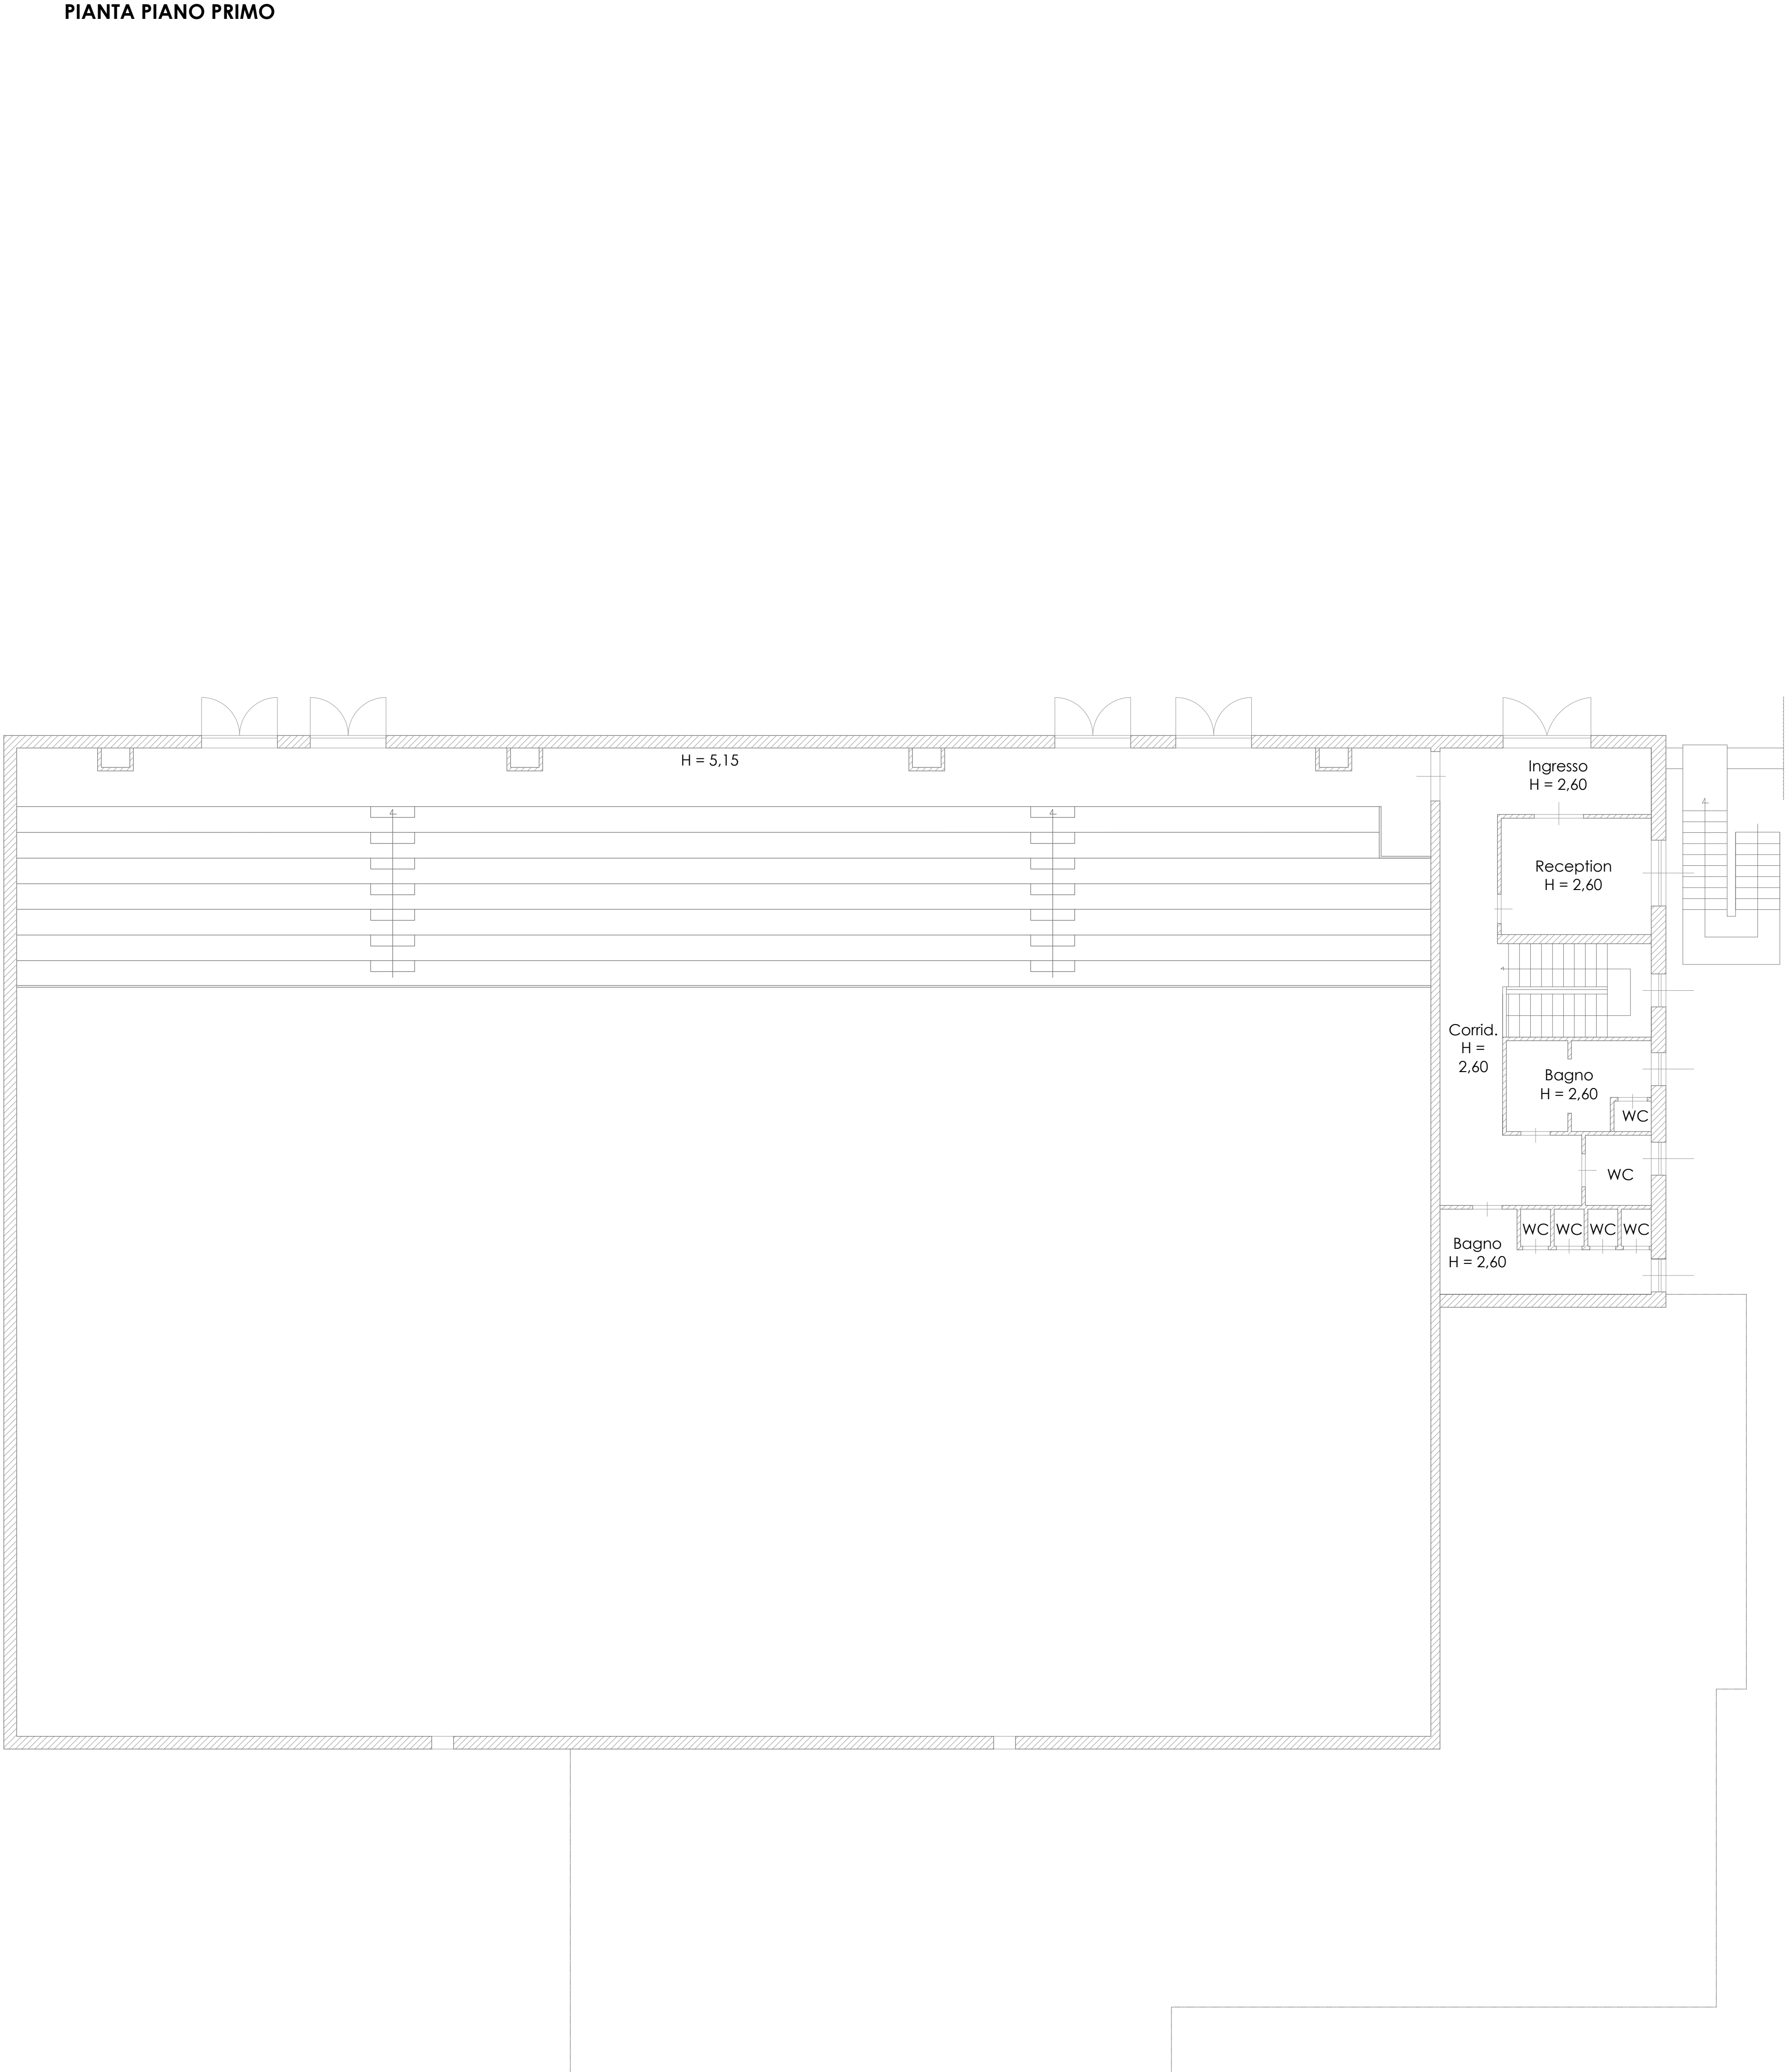 PIANTA PIANO PRIMO
H = 5,15
Ingresso
H = 2,60
Reception
H = 2,60
Corrid.
H =
2,60
Bagno
H = 2,60
WC
WC
WC
WC
WC
WC
Bagno
H = 2,60